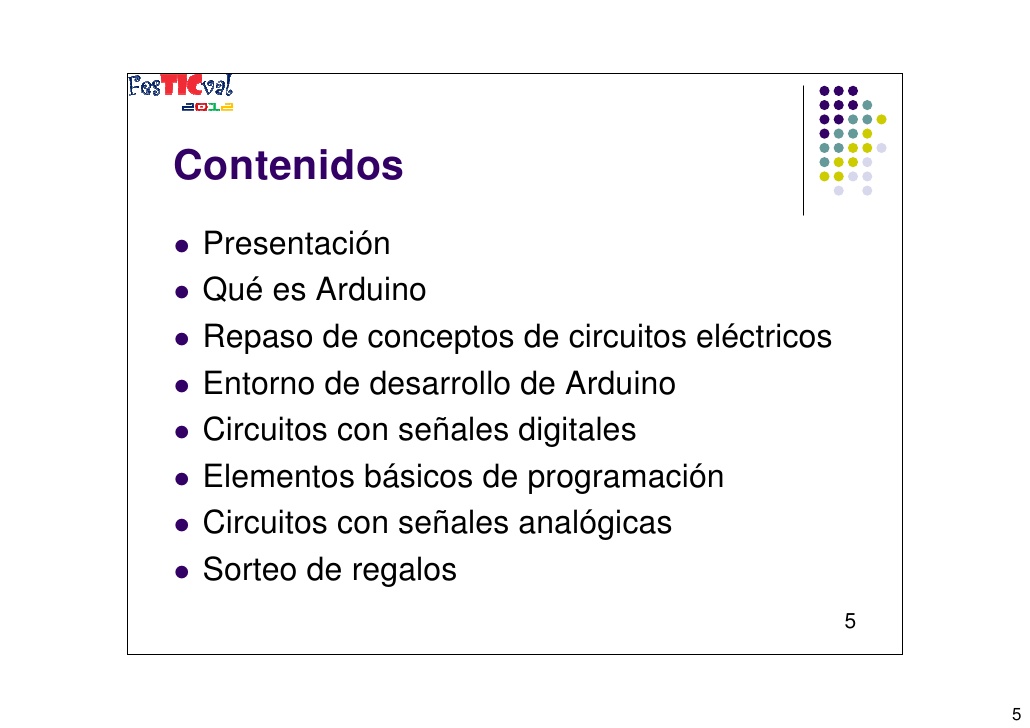 FesTICval
2012
Contenidos
Presentación
Qué es Arduino
Repaso de conceptos de circuitos eléctricos
Entorno de desarrollo de Arduino
Circuitos con señales digitales
Elementos básicos de programación
Circuitos con señales analógicas
Sorteo de regalos
5
5